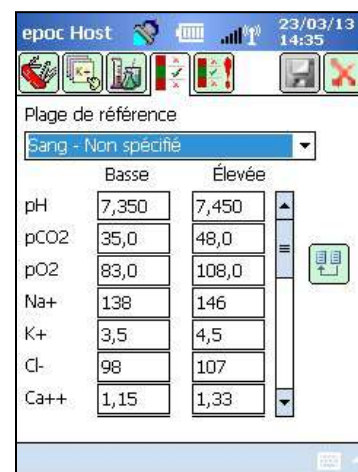 epoc Host 23/03/13
14:35
Plage de référence
Sang - Non spécifié
Basse Élevée
pH 7,350 7,450
pCO2 35,0 48,0
pO2 83,0 108,0
Na+ 138 146
K+ 3,5 4,5
Cl- 98 107
Ca++ 1,15 1,33